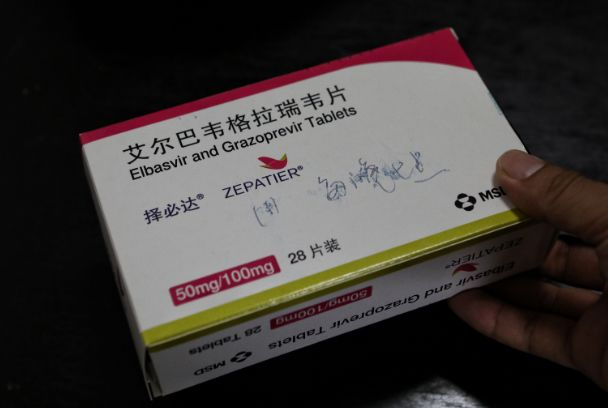 艾尔巴韦格拉瑞韦片
Elbasvir and Grazoprevir Tablets
择必达® ZEPATIER®
MSD
50mg/100mg 28片装
ZEPATIER®
Elbasvir and Grazoprevir Tablets
50mg/100mg
28 Tablets
MSD